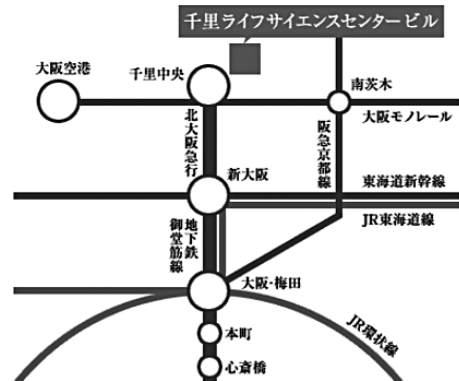 千里ライフサイエンスセンタービル
大阪空港
千里中央
南茨木
大阪モノレール
北大阪急行
阪急京都線
新大阪
東海道新幹線
JR東海道線
地下鉄
御堂筋線
大阪・梅田
本町
JR環状線
心斎橋